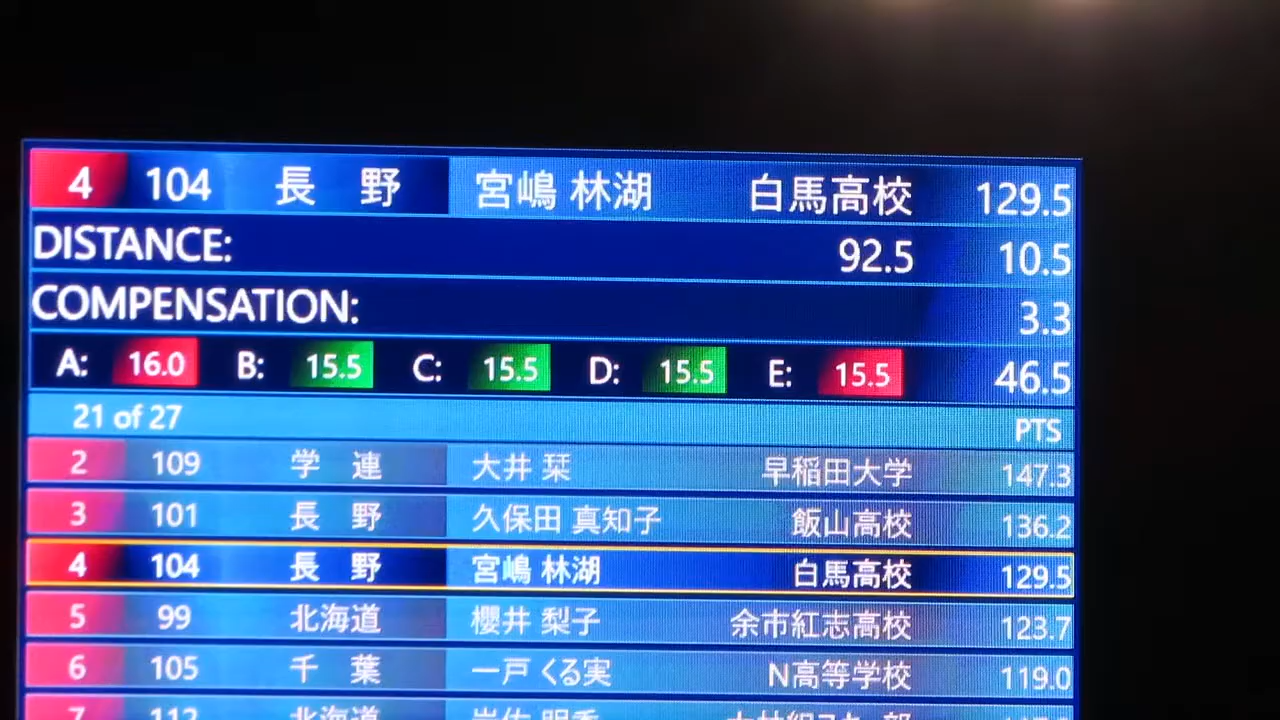 4 104 長 野 宮嶋 林湖 白馬高校 129.5
DISTANCE: 92.5 10.5
COMPENSATION: 3.3
A: 16.0 B: 15.5 C: 15.5 D: 15.5 E: 15.5 46.5
21 of 27 PTS
2 109 学 連 大井 栞 早稲田大学 147.3
3 101 長 野 久保田 真知子 飯山高校 136.2
4 104 長 野 宮嶋 林湖 白馬高校 129.5
5 99 北海道 櫻井 梨子 余市紅志高校 123.7
6 105 千 葉 一戸 くる実 N高等学校 119.0
7 112 北海道